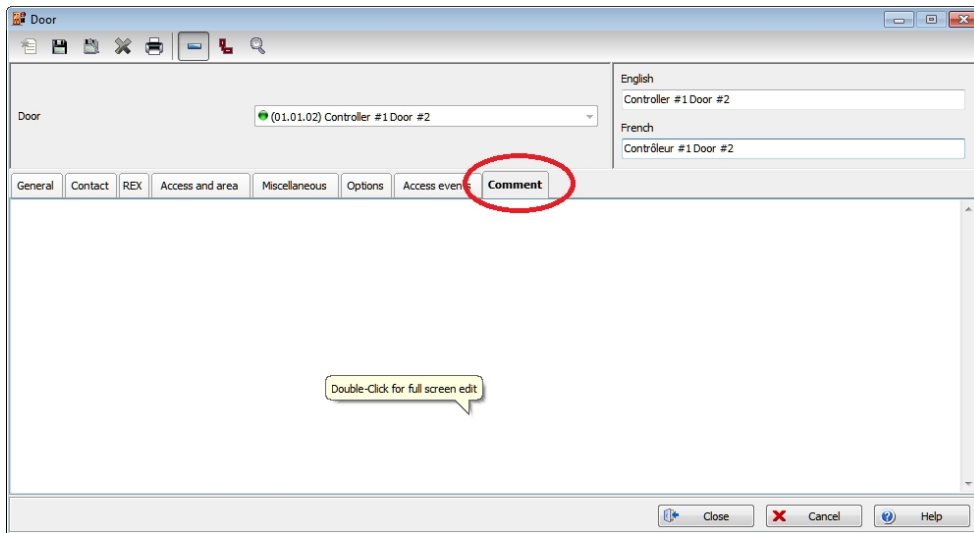 Door
English
Controller #1 Door #2
Door
(01.01.02) Controller #1 Door #2
French
Contrôleur #1 Door #2
General Contact REX Access and area Miscellaneous Options Access events Comment
Double-Click for full screen edit
Close Cancel Help